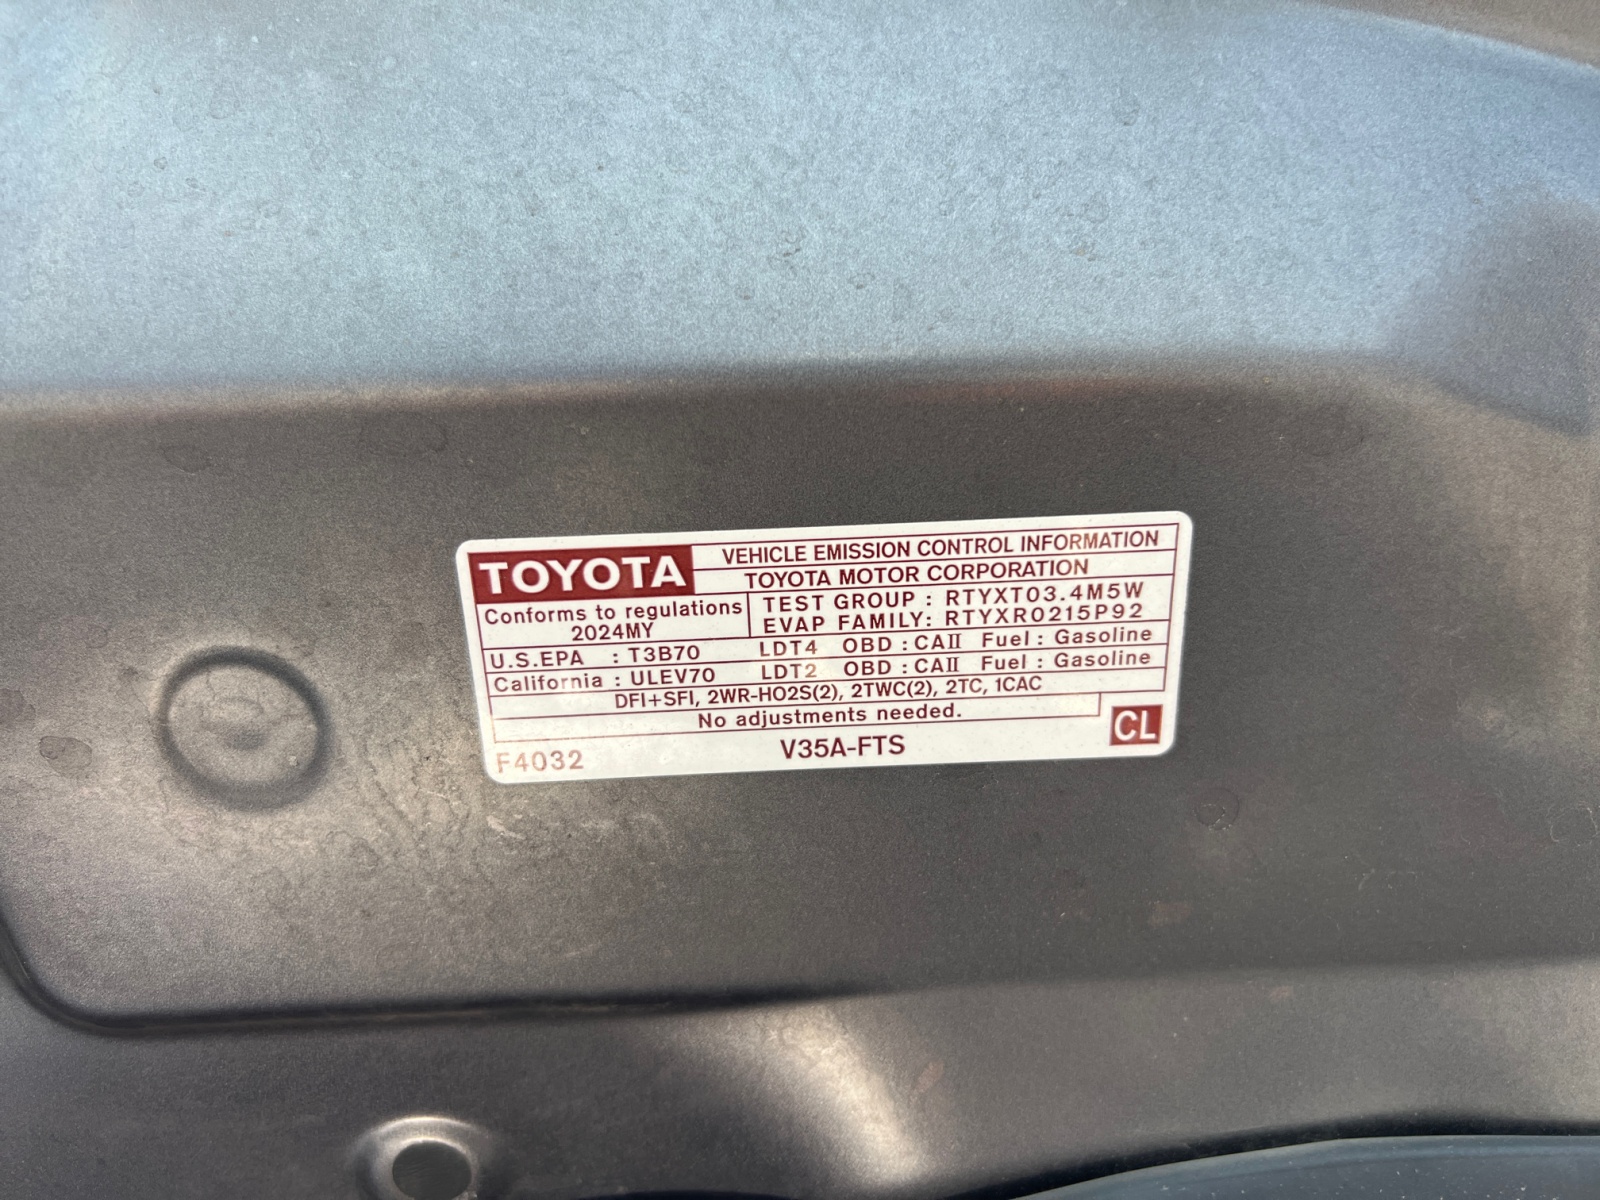 TOYOTA
VEHICLE EMISSION CONTROL INFORMATION
TOYOTA MOTOR CORPORATION
Conforms to regulations
2024MY
TEST GROUP : RTYXT03.4M5W
EVAP FAMILY: RTYXR0215P92
U.S.EPA : T3B70 LDT4 OBD : CAII Fuel : Gasoline
California : ULEV70 LDT2 OBD : CAII Fuel : Gasoline
DFI+SFI, 2WR-HO2S(2), 2TWC(2), 2TC, 1CAC
No adjustments needed.
CL
F4032
V35A-FTS